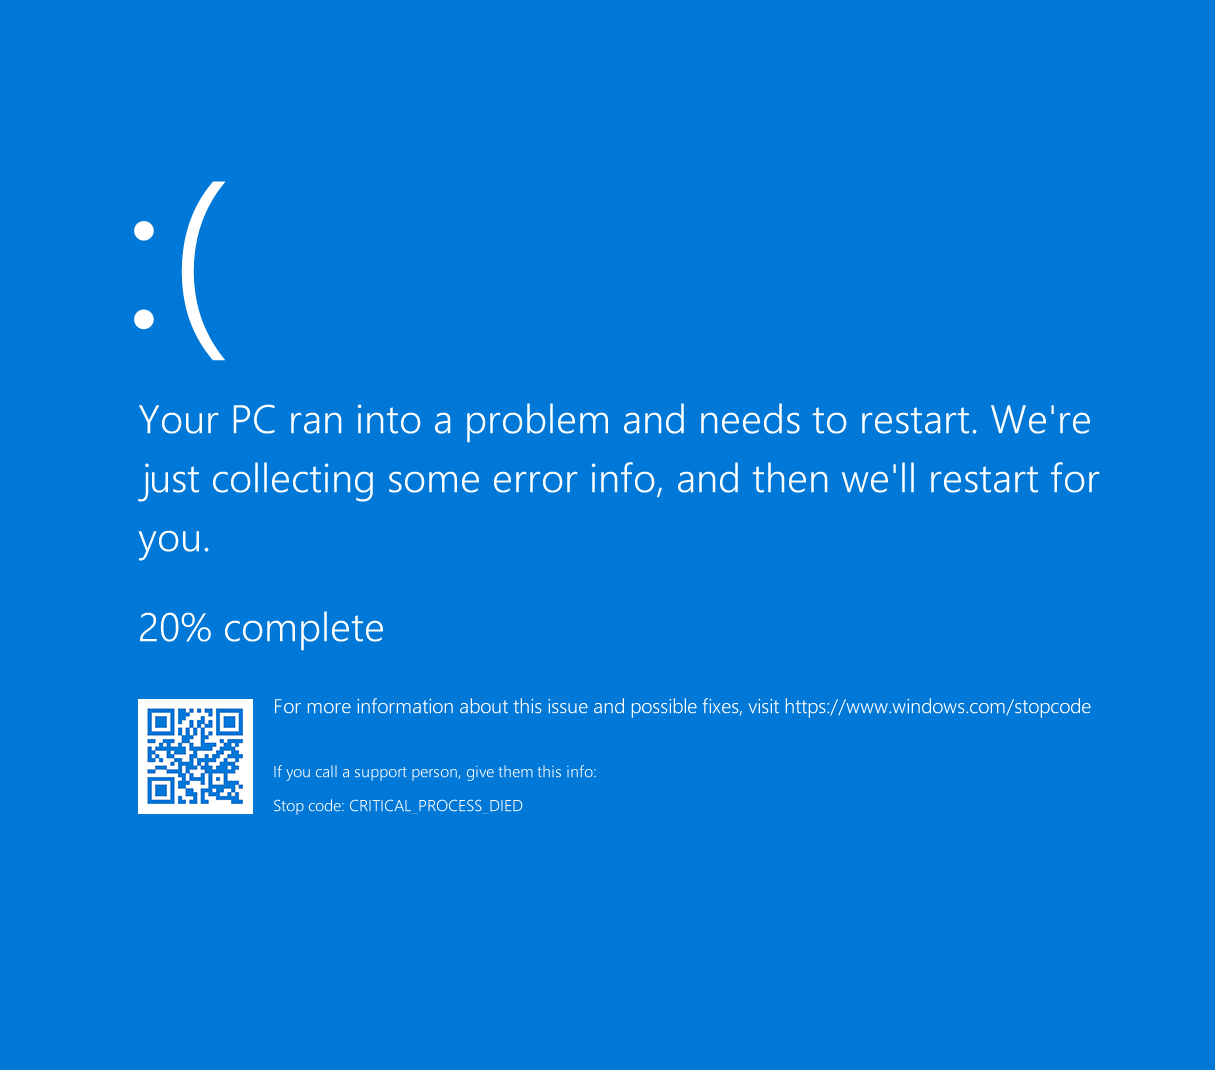 :(
Your PC ran into a problem and needs to restart. We're
just collecting some error info, and then we'll restart for
you.
20% complete
For more information about this issue and possible fixes, visit https://www.windows.com/stopcode
If you call a support person, give them this info:
Stop code: CRITICAL_PROCESS_DIED